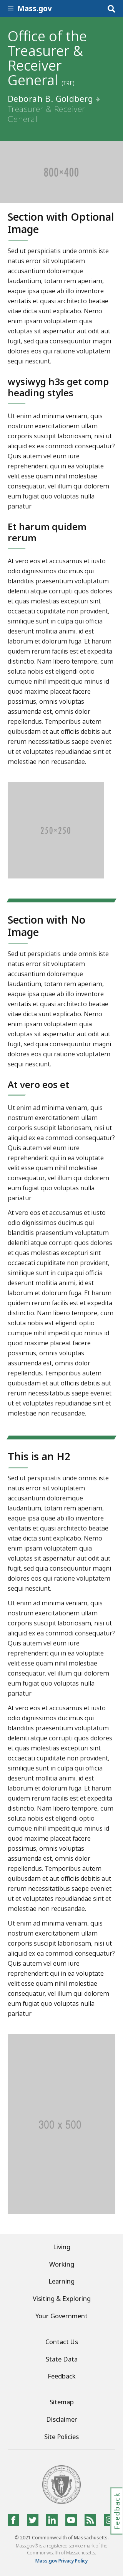 Mass.gov
Office of the
Treasurer &
Receiver
General (TRE)
Deborah B. Goldberg
Treasurer & Receiver
General
800×400
Section with Optional
Image
Sed ut perspiciatis unde omnis iste
natus error sit voluptatem
accusantium doloremque
laudantium, totam rem aperiam,
eaque ipsa quae ab illo inventore
veritatis et quasi architecto beatae
vitae dicta sunt explicabo. Nemo
enim ipsam voluptatem quia
voluptas sit aspernatur aut odit aut
fugit, sed quia consequuntur magni
dolores eos qui ratione voluptatem
sequi nesciunt.
wysiwyg h3s get comp
heading styles
Ut enim ad minima veniam, quis
nostrum exercitationem ullam
corporis suscipit laboriosam, nisi ut
aliquid ex ea commodi consequatur?
Quis autem vel eum iure
reprehenderit qui in ea voluptate
velit esse quam nihil molestiae
consequatur, vel illum qui dolorem
eum fugiat quo voluptas nulla
pariatur
Et harum quidem
rerum
At vero eos et accusamus et iusto
odio dignissimos ducimus qui
blanditiis praesentium voluptatum
deleniti atque corrupti quos dolores
et quas molestias excepturi sint
occaecati cupiditate non provident,
similique sunt in culpa qui officia
deserunt mollitia animi, id est
laborum et dolorum fuga. Et harum
quidem rerum facilis est et expedita
distinctio. Nam libero tempore, cum
soluta nobis est eligendi optio
cumque nihil impedit quo minus id
quod maxime placeat facere
possimus, omnis voluptas
assumenda est, omnis dolor
repellendus. Temporibus autem
quibusdam et aut officiis debitis aut
rerum necessitatibus saepe eveniet
ut et voluptates repudiandae sint et
molestiae non recusandae.
250×250
Section with No
Image
Sed ut perspiciatis unde omnis iste
natus error sit voluptatem
accusantium doloremque
laudantium, totam rem aperiam,
eaque ipsa quae ab illo inventore
veritatis et quasi architecto beatae
vitae dicta sunt explicabo. Nemo
enim ipsam voluptatem quia
voluptas sit aspernatur aut odit aut
fugit, sed quia consequuntur magni
dolores eos qui ratione voluptatem
sequi nesciunt.
At vero eos et
Ut enim ad minima veniam, quis
nostrum exercitationem ullam
corporis suscipit laboriosam, nisi ut
aliquid ex ea commodi consequatur?
Quis autem vel eum iure
reprehenderit qui in ea voluptate
velit esse quam nihil molestiae
consequatur, vel illum qui dolorem
eum fugiat quo voluptas nulla
pariatur
At vero eos et accusamus et iusto
odio dignissimos ducimus qui
blanditiis praesentium voluptatum
deleniti atque corrupti quos dolores
et quas molestias excepturi sint
occaecati cupiditate non provident,
similique sunt in culpa qui officia
deserunt mollitia animi, id est
laborum et dolorum fuga. Et harum
quidem rerum facilis est et expedita
distinctio. Nam libero tempore, cum
soluta nobis est eligendi optio
cumque nihil impedit quo minus id
quod maxime placeat facere
possimus, omnis voluptas
assumenda est, omnis dolor
repellendus. Temporibus autem
quibusdam et aut officiis debitis aut
rerum necessitatibus saepe eveniet
ut et voluptates repudiandae sint et
molestiae non recusandae.
This is an H2
Sed ut perspiciatis unde omnis iste
natus error sit voluptatem
accusantium doloremque
laudantium, totam rem aperiam,
eaque ipsa quae ab illo inventore
veritatis et quasi architecto beatae
vitae dicta sunt explicabo. Nemo
enim ipsam voluptatem quia
voluptas sit aspernatur aut odit aut
fugit, sed quia consequuntur magni
dolores eos qui ratione voluptatem
sequi nesciunt.
Ut enim ad minima veniam, quis
nostrum exercitationem ullam
corporis suscipit laboriosam, nisi ut
aliquid ex ea commodi consequatur?
Quis autem vel eum iure
reprehenderit qui in ea voluptate
velit esse quam nihil molestiae
consequatur, vel illum qui dolorem
eum fugiat quo voluptas nulla
pariatur
At vero eos et accusamus et iusto
odio dignissimos ducimus qui
blanditiis praesentium voluptatum
deleniti atque corrupti quos dolores
et quas molestias excepturi sint
occaecati cupiditate non provident,
similique sunt in culpa qui officia
deserunt mollitia animi, id est
laborum et dolorum fuga. Et harum
quidem rerum facilis est et expedita
distinctio. Nam libero tempore, cum
soluta nobis est eligendi optio
cumque nihil impedit quo minus id
quod maxime placeat facere
possimus, omnis voluptas
assumenda est, omnis dolor
repellendus. Temporibus autem
quibusdam et aut officiis debitis aut
rerum necessitatibus saepe eveniet
ut et voluptates repudiandae sint et
molestiae non recusandae.
Ut enim ad minima veniam, quis
nostrum exercitationem ullam
corporis suscipit laboriosam, nisi ut
aliquid ex ea commodi consequatur?
Quis autem vel eum iure
reprehenderit qui in ea voluptate
velit esse quam nihil molestiae
consequatur, vel illum qui dolorem
eum fugiat quo voluptas nulla
pariatur
300 x 500
Living
Working
Learning
Visiting & Exploring
Your Government
Contact Us
State Data
Feedback
Sitemap
Disclaimer
Site Policies
Feedback
© 2021 Commonwealth of Massachusetts.
Mass.gov® is a registered service mark of the
Commonwealth of Massachusetts.
Mass.gov Privacy Policy